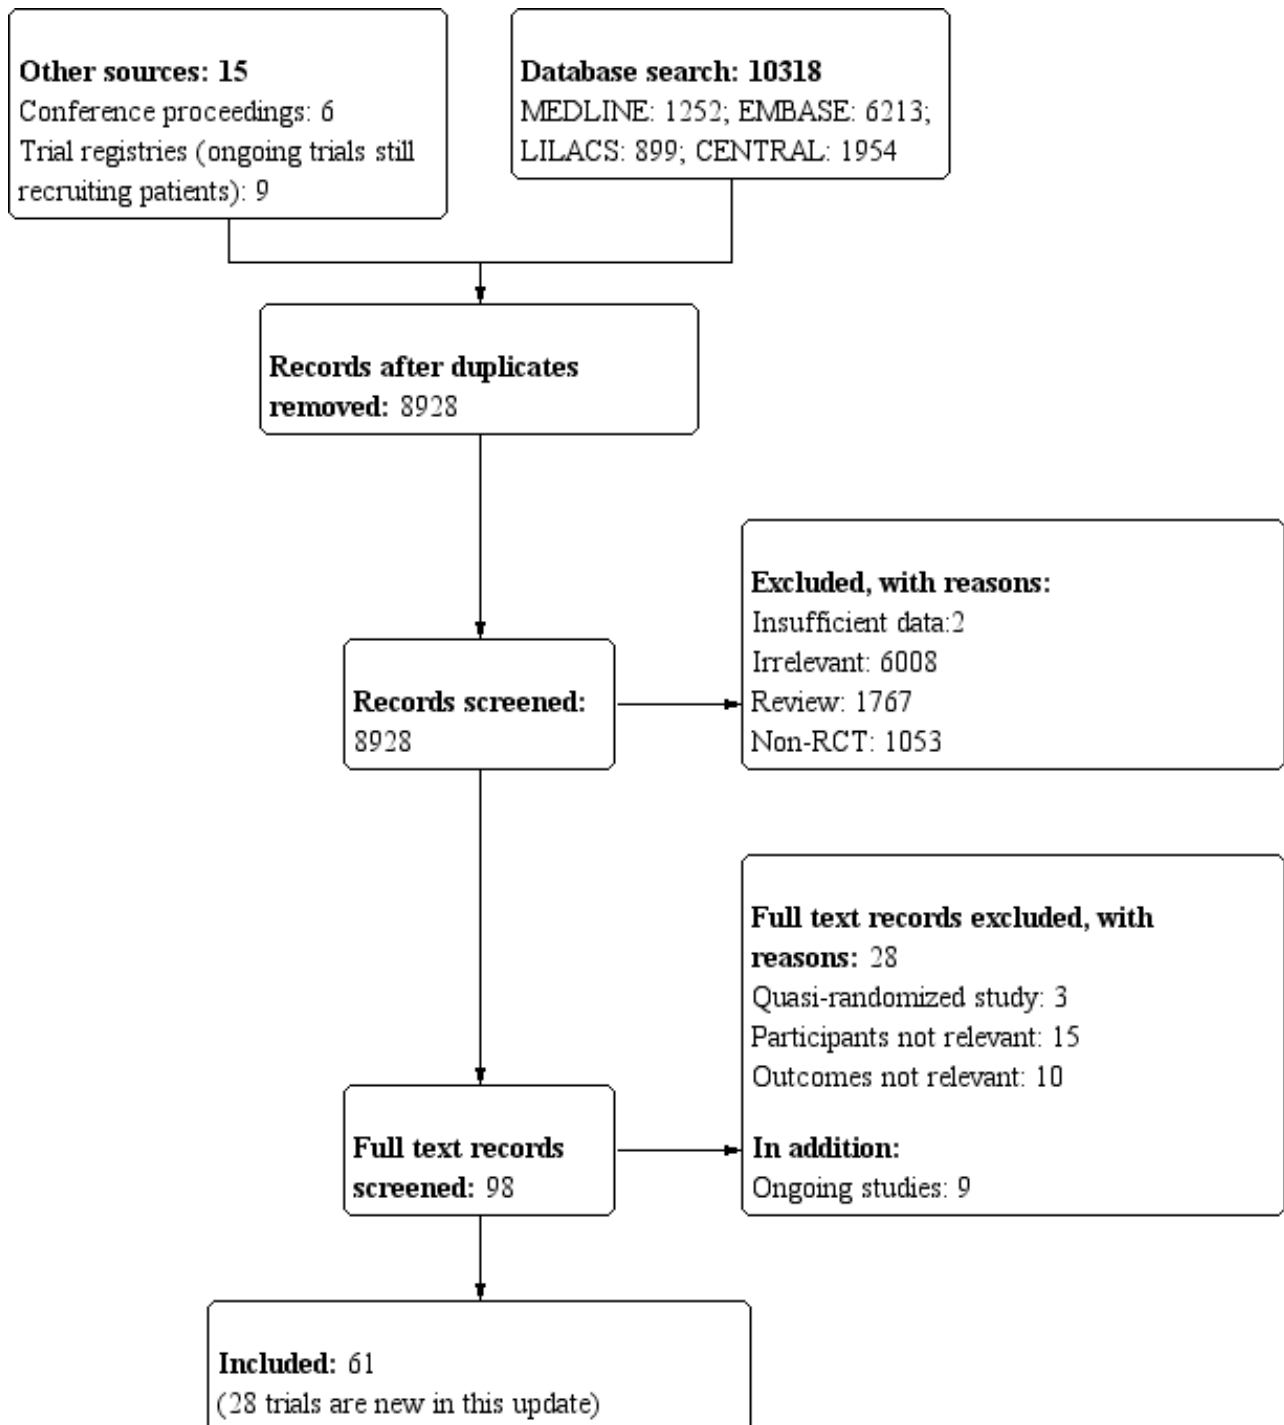 Other sources: 15
Conference proceedings: 6
Trial registries (ongoing trials still
recruiting patients): 9
Database search: 10318
MEDLINE: 1252; EMBASE: 6213;
LILACS: 899; CENTRAL: 1954
Records after duplicates
removed: 8928
Records screened:
8928
Excluded, with reasons:
Insufficient data:2
Irrelevant: 6008
Review: 1767
Non-RCT: 1053
Full text records
screened: 98
Full text records excluded, with
reasons: 28
Quasi-randomized study: 3
Participants not relevant: 15
Outcomes not relevant: 10
In addition:
Ongoing studies: 9
Included: 61
(28 trials are new in this update)